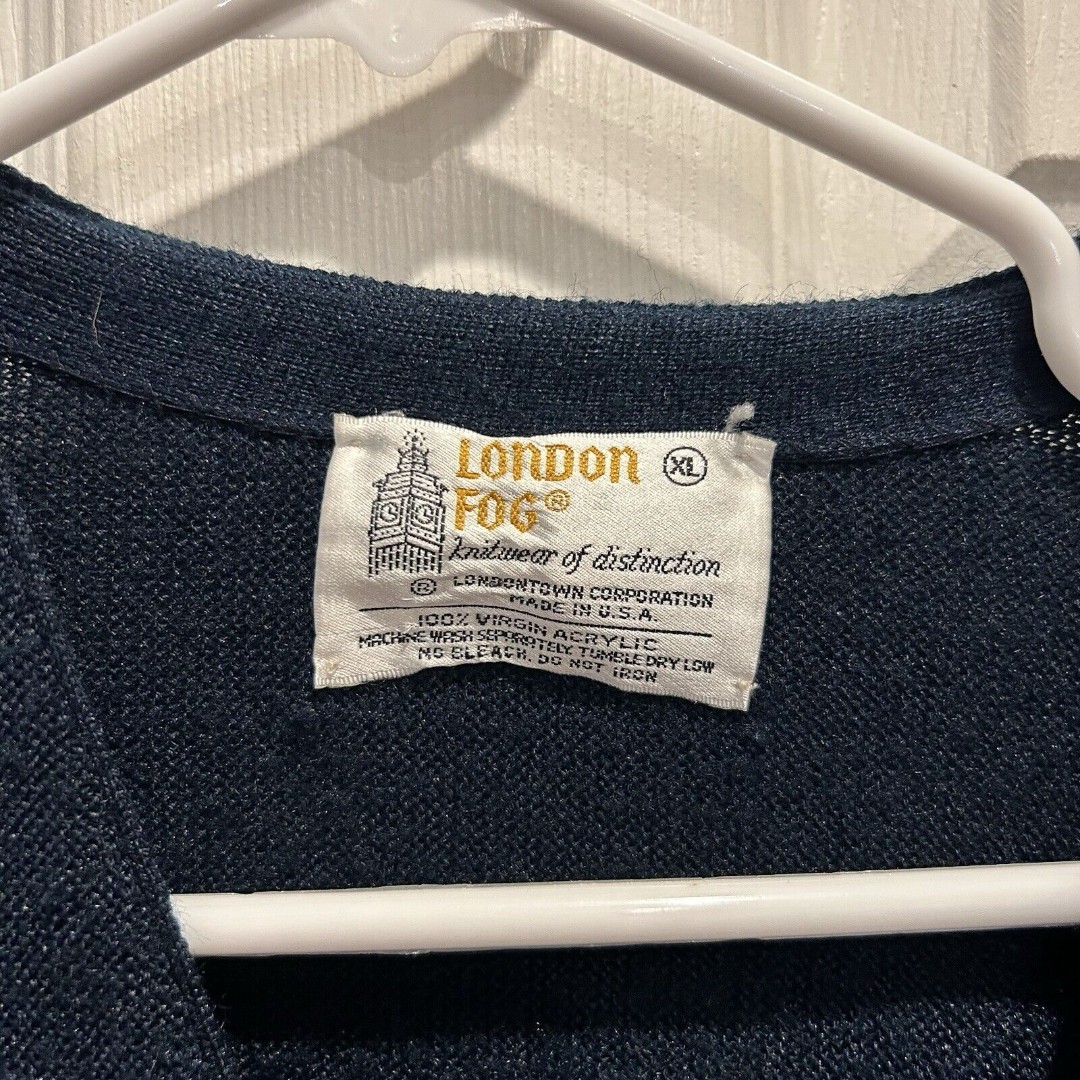 LONDON XL
FOG®
knitwear of distinction
® LONDONTOWN CORPORATION
MADE IN U.S.A.
100% VIRGIN ACRYLIC
MACHINE WASH SEPARATELY TUMBLE DRY LOW
NO BLEACH, DO NOT IRON